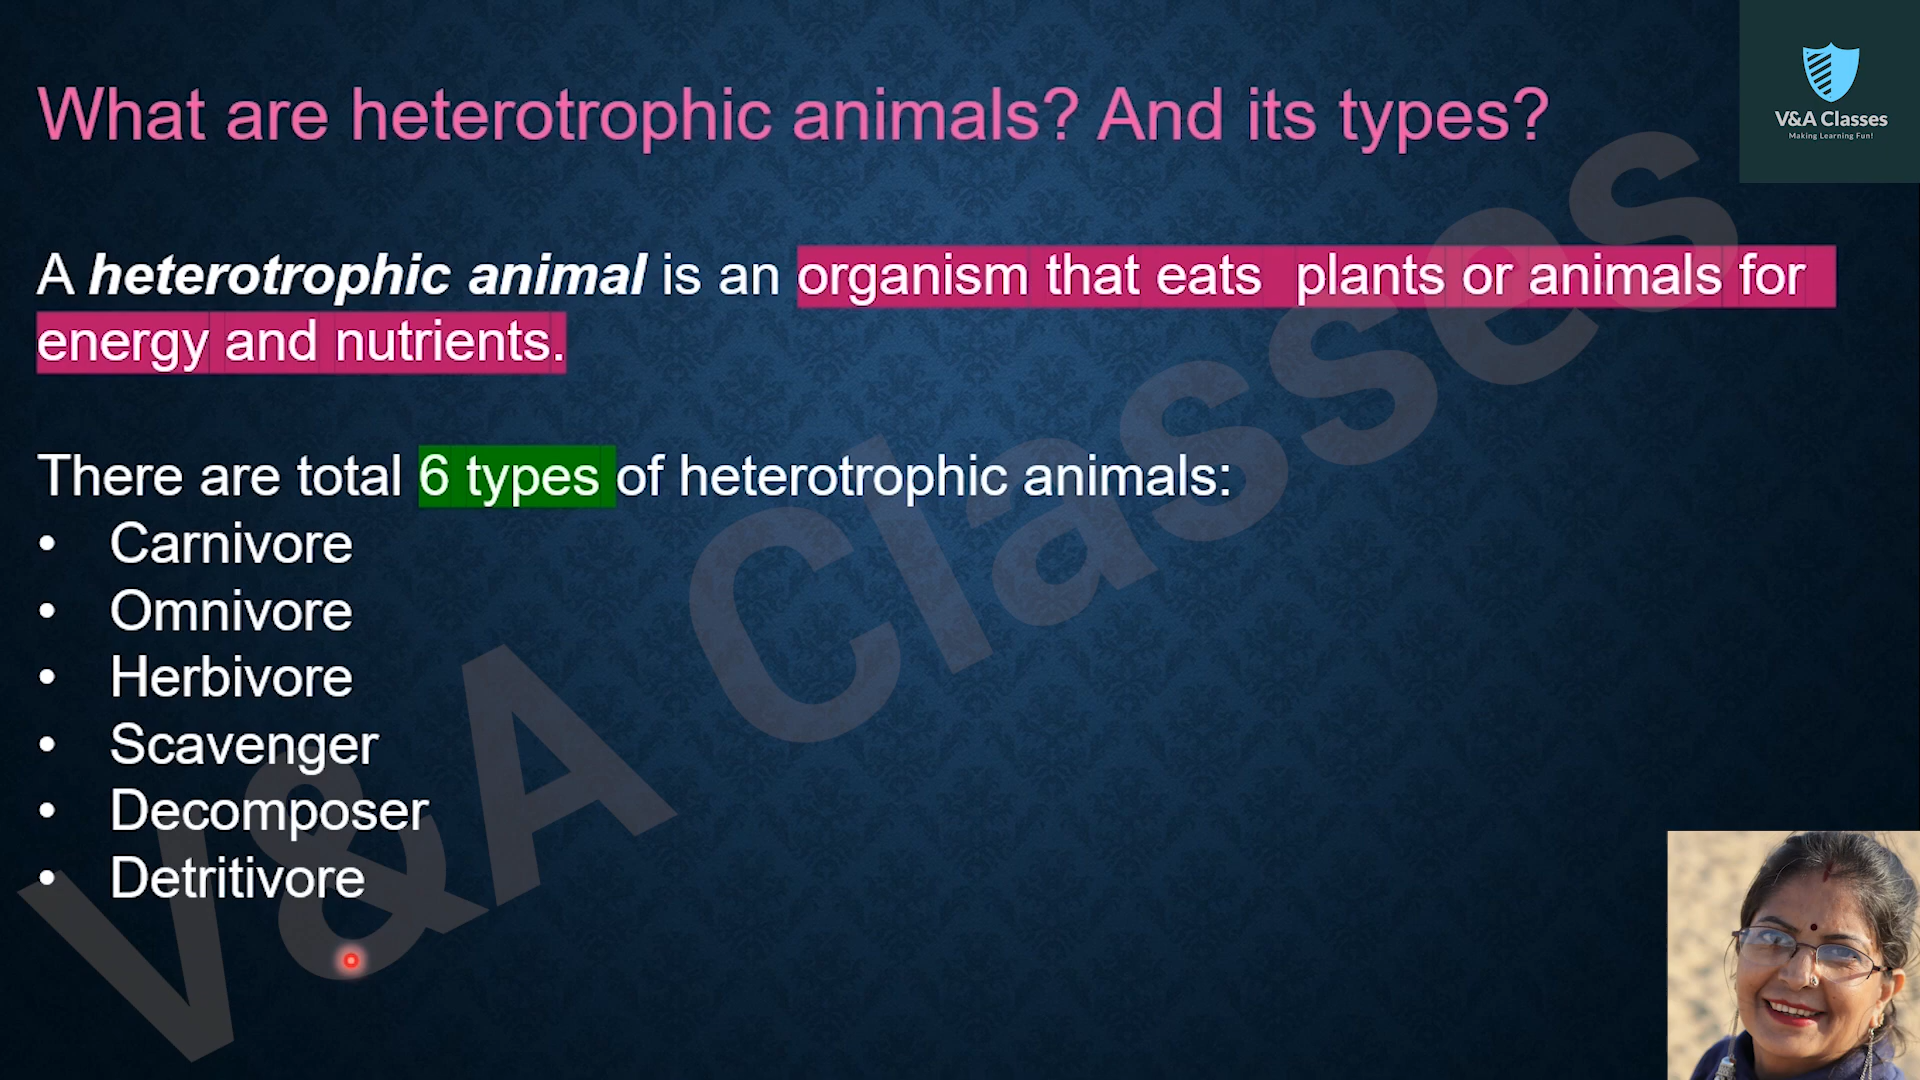 What are heterotrophic animals? And its types?
V&A Classes
Making Learning Fun!
A heterotrophic animal is an organism that eats plants or animals for
energy and nutrients.
There are total 6 types of heterotrophic animals:
• Carnivore
• Omnivore
• Herbivore
• Scavenger
• Decomposer
• Detritivore
V&A Classes